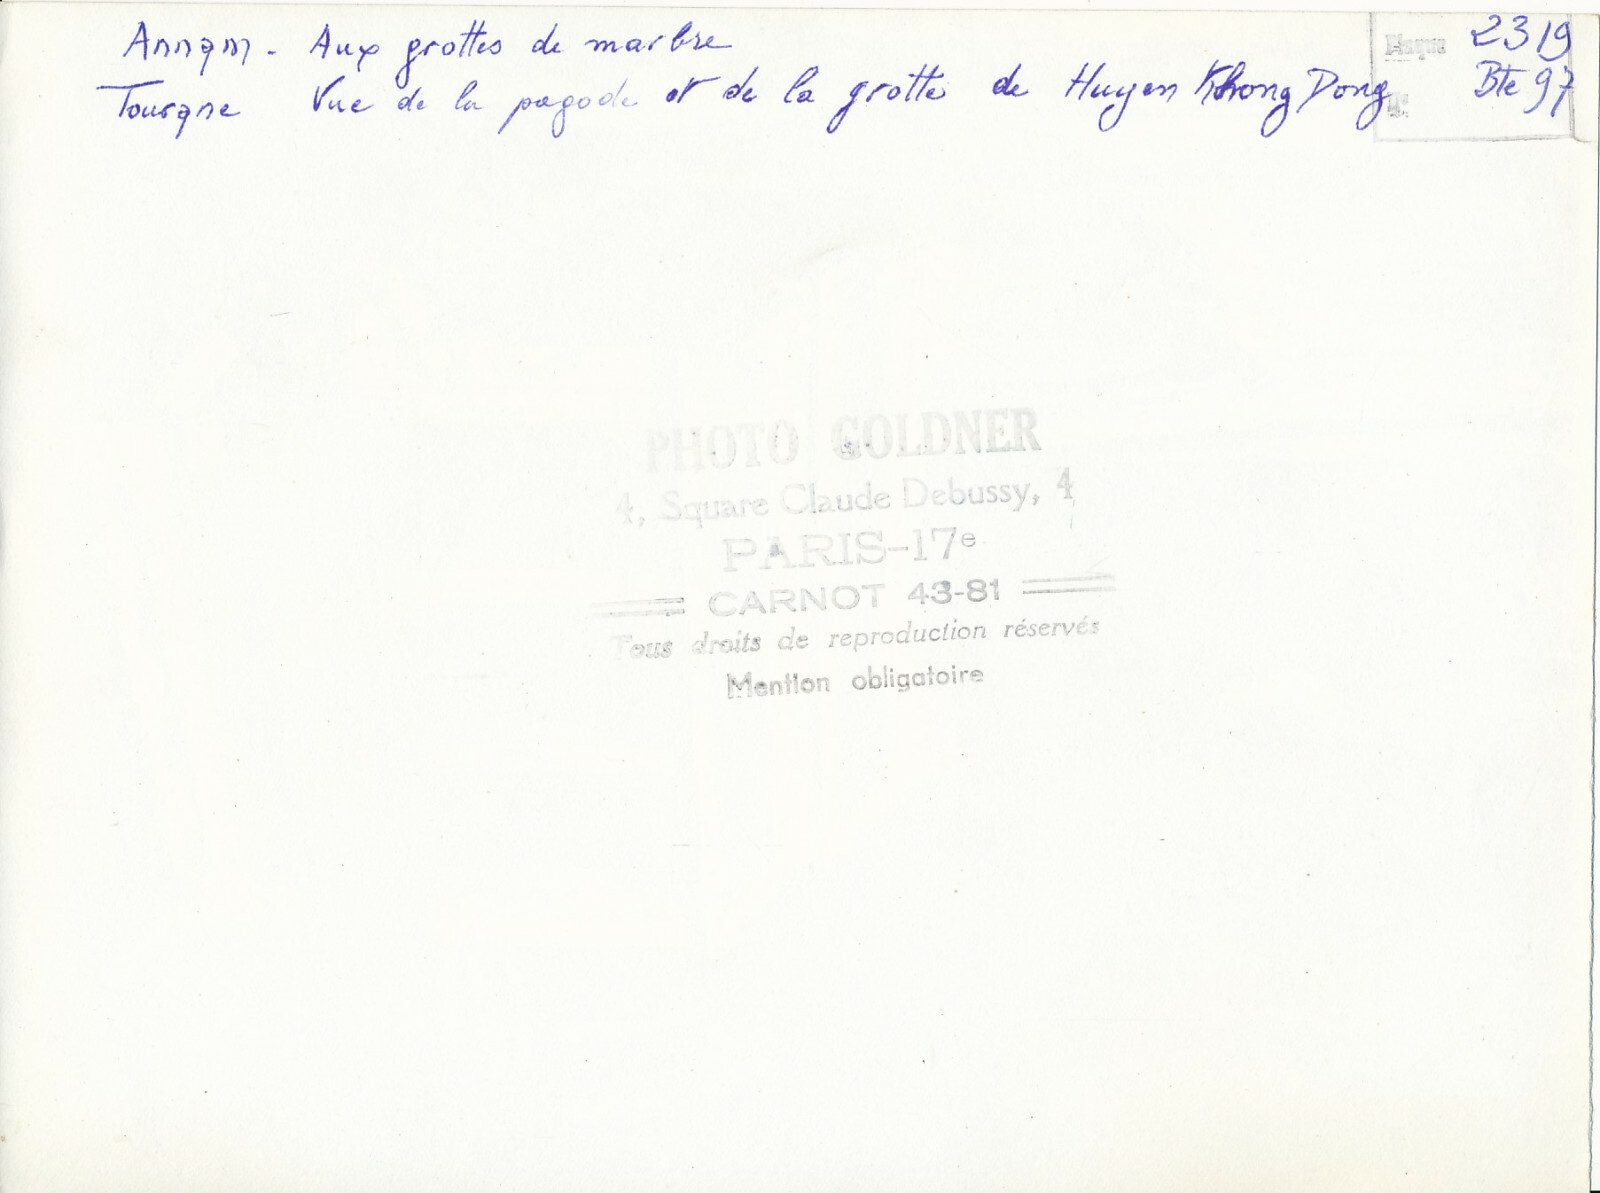 Annam - Aux grottes de marbre
Tourane Vue de la pagode et de la grotte de Huyen Khong Dong
Plaque 2319
Bte 97
PHOTO GOLDNER
4, Square Claude Debussy, 4
PARIS-17e
CARNOT 43-81
Tous droits de reproduction réservés
Mention obligatoire